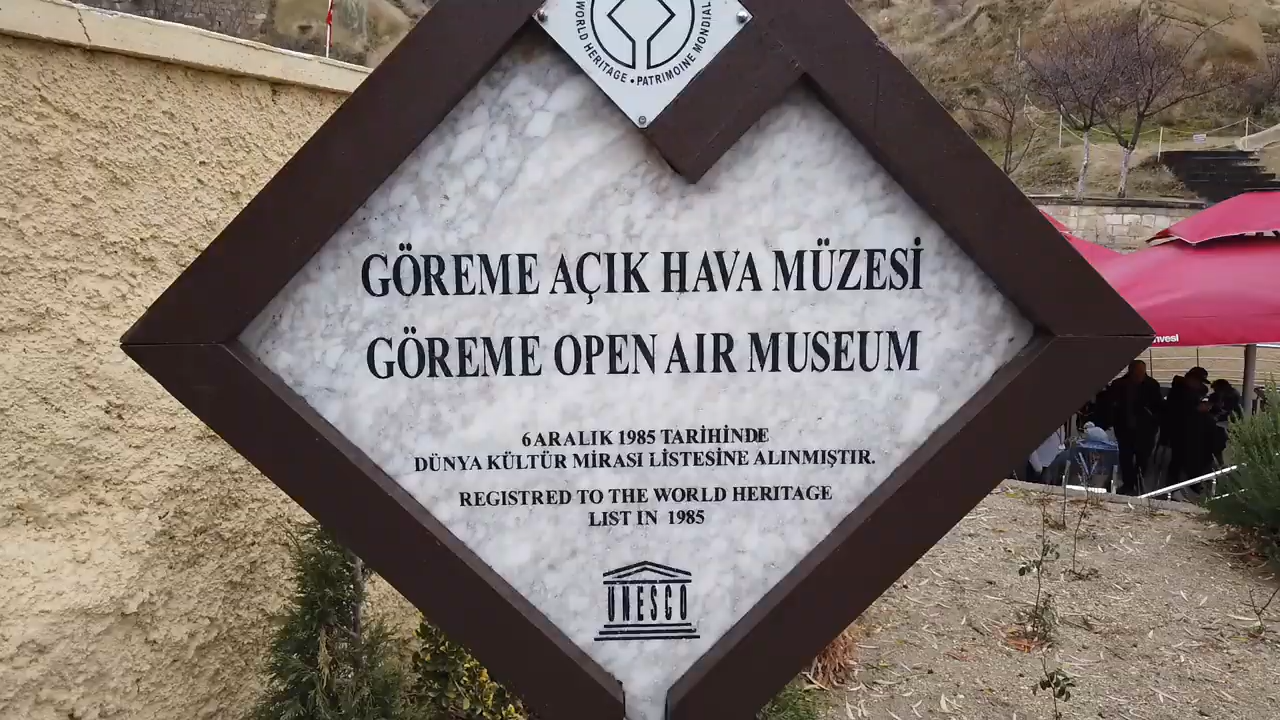 WORLD HERITAGE • PATRIMOINE MONDIAL
GÖREME AÇIK HAVA MÜZESİ
GÖREME OPEN AIR MUSEUM
6 ARALIK 1985 TARİHİNDE
DÜNYA KÜLTÜR MİRASI LİSTESİNE ALINMIŞTIR.
REGISTRED TO THE WORLD HERITAGE
LIST IN 1985
UNESCO